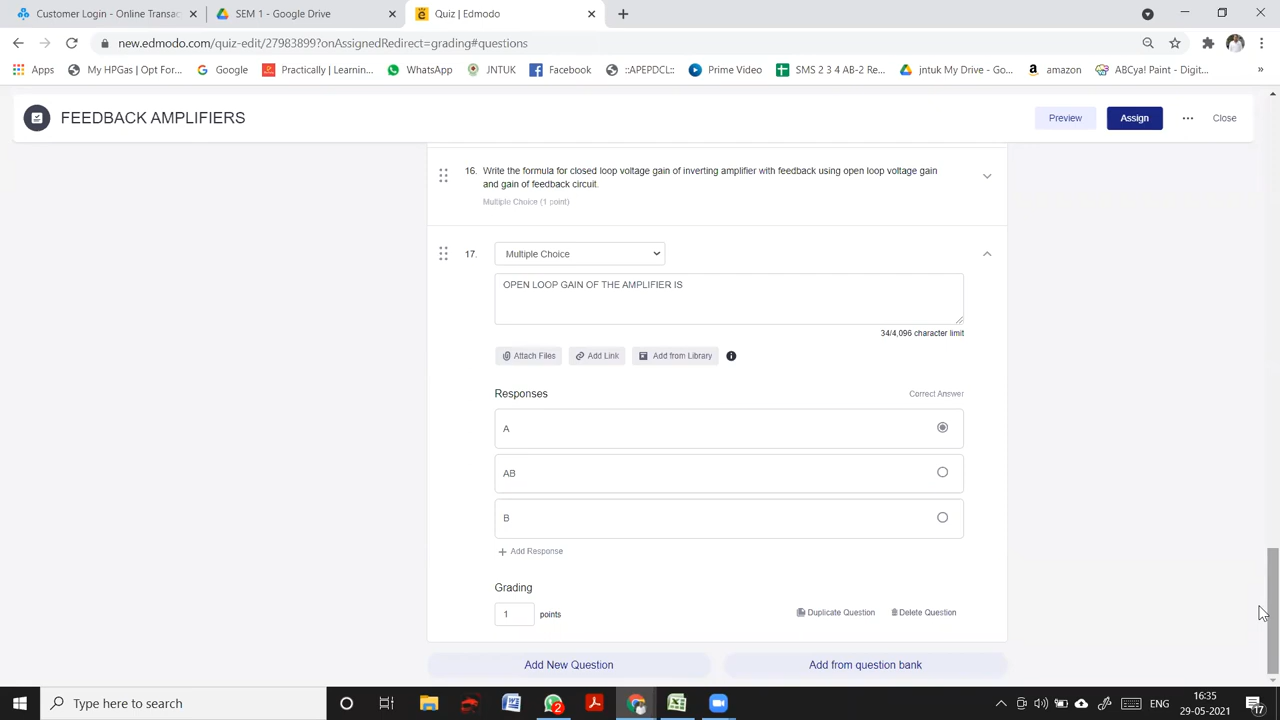 Customer Login - Online Transac
SEM 1 - Google Drive
Quiz | Edmodo
new.edmodo.com/quiz-edit/27983899?onAssignedRedirect=grading#questions
Apps
My HPGas | Opt For...
Google
Practically | Learnin...
WhatsApp
JNTUK
Facebook
::APEPDCL::
Prime Video
SMS 2 3 4 AB-2 Re...
jntuk My Drive - Go...
amazon
ABCya! Paint - Digit...
FEEDBACK AMPLIFIERS
Preview
Assign
Close
16. Write the formula for closed loop voltage gain of inverting amplifier with feedback using open loop voltage gain
and gain of feedback circuit.
Multiple Choice (1 point)
17. Multiple Choice
OPEN LOOP GAIN OF THE AMPLIFIER IS
34/4,096 character limit
Attach Files
Add Link
Add from Library
Responses
Correct Answer
A
AB
B
Add Response
Grading
1 points
Duplicate Question
Delete Question
Add New Question
Add from question bank
Type here to search
2
ENG
16:35
29-05-2021
17